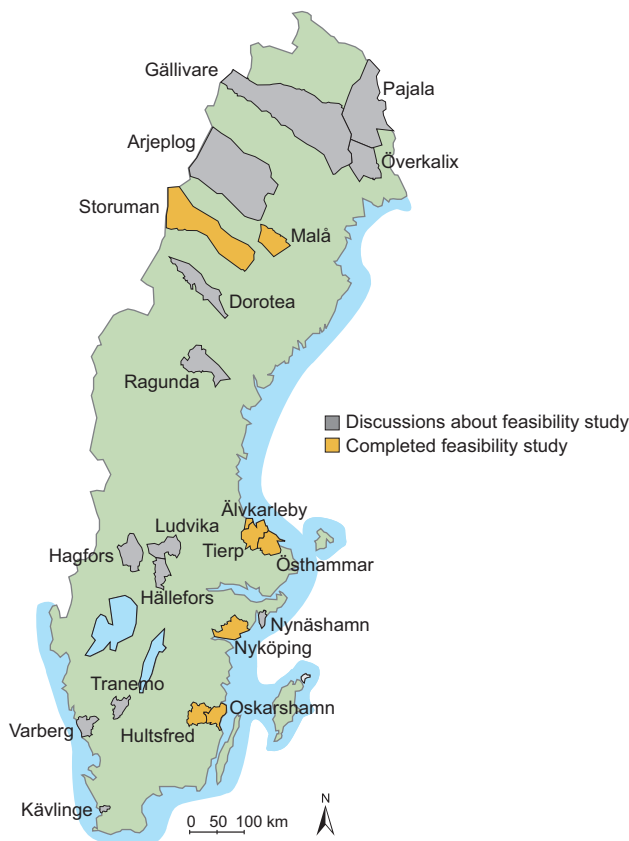 Gällivare
Pajala
Arjeplog
Överkalix
Storuman
Malå
Dorotea
Ragunda
Discussions about feasibility study
Completed feasibility study
Älvkarleby
Ludvika
Hagfors
Tierp
Östhammar
Hällefors
Nynäshamn
Nyköping
Tranemo
Oskarshamn
Varberg
Hultsfred
Kävlinge
N
0 50 100 km